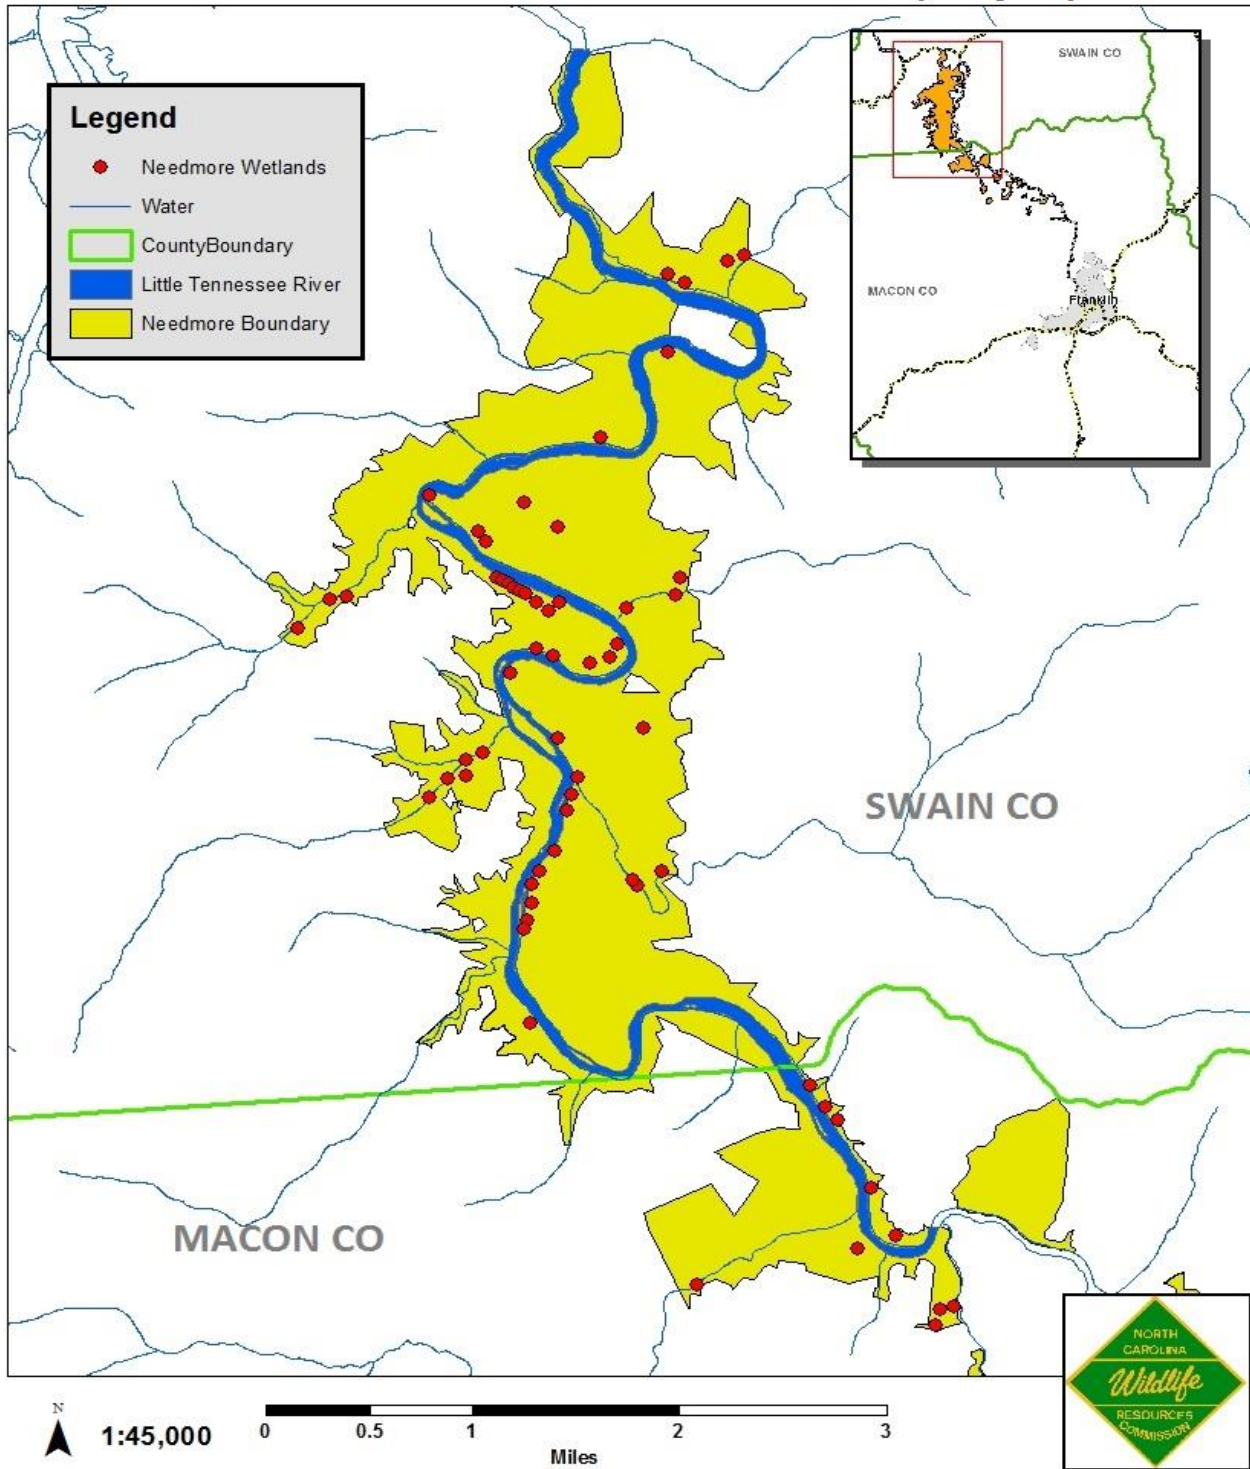 Legend
Needmore Wetlands
Water
CountyBoundary
Little Tennessee River
Needmore Boundary
SWAIN CO
MACON CO
Franklin
SWAIN CO
MACON CO
NORTH
CAROLINA
Wildlife
RESOURCES
COMMISSION
N
1:45,000
0 0.5 1 2 3
Miles